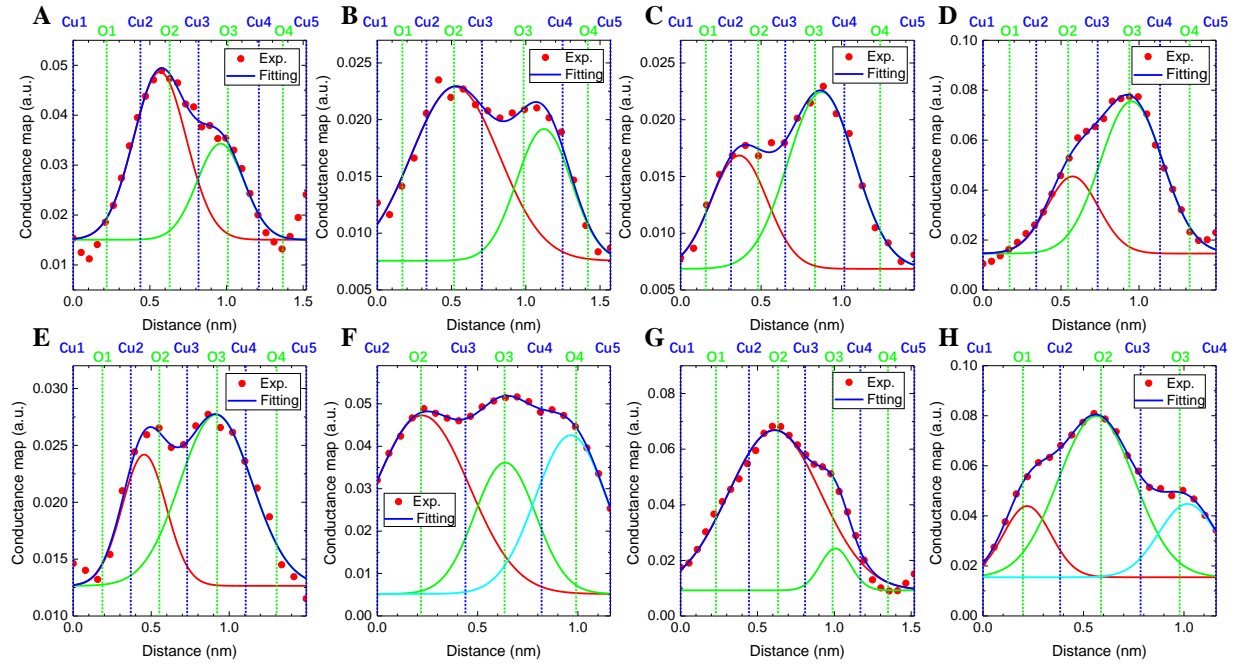 A
Cu1 Cu2 Cu3 Cu4 Cu5
O1 O2 O3 O4
Exp.
Fitting
Conductance map (a.u.)
0.05
0.04
0.03
0.02
0.01
0.0 0.5 1.0 1.5
Distance (nm)
B
Cu1 Cu2 Cu3 Cu4 Cu5
O1 O2 O3 O4
Exp.
Fitting
Conductance map (a.u.)
0.025
0.020
0.015
0.010
0.005
0.0 0.5 1.0 1.5
Distance (nm)
C
Cu1 Cu2 Cu3 Cu4 Cu5
O1 O2 O3 O4
Exp.
Fitting
Conductance map (a.u.)
0.025
0.020
0.015
0.010
0.005
0.0 0.5 1.0
Distance (nm)
D
Cu1 Cu2 Cu3 Cu4 Cu5
O1 O2 O3 O4
Exp.
Fitting
Conductance map (a.u.)
0.10
0.08
0.06
0.04
0.02
0.00
0.0 0.5 1.0
Distance (nm)
E
Cu1 Cu2 Cu3 Cu4 Cu5
O1 O2 O3 O4
Exp.
Fitting
Conductance map (a.u.)
0.030
0.025
0.020
0.015
0.010
0.0 0.5 1.0 1.5
Distance (nm)
F
Cu2 Cu3 Cu4 Cu5
O2 O3 O4
Exp.
Fitting
Conductance map (a.u.)
0.06
0.05
0.04
0.03
0.02
0.01
0.00
0.0 0.5 1.0
Distance (nm)
G
Cu1 Cu2 Cu3 Cu4 Cu5
O1 O2 O3 O4
Exp.
Fitting
Conductance map (a.u.)
0.08
0.06
0.04
0.02
0.00
0.0 0.5 1.0 1.5
Distance (nm)
H
Cu1 Cu2 Cu3 Cu4
O1 O2 O3
Exp.
Fitting
Conductance map (a.u.)
0.10
0.08
0.06
0.04
0.02
0.00
0.0 0.5 1.0
Distance (nm)